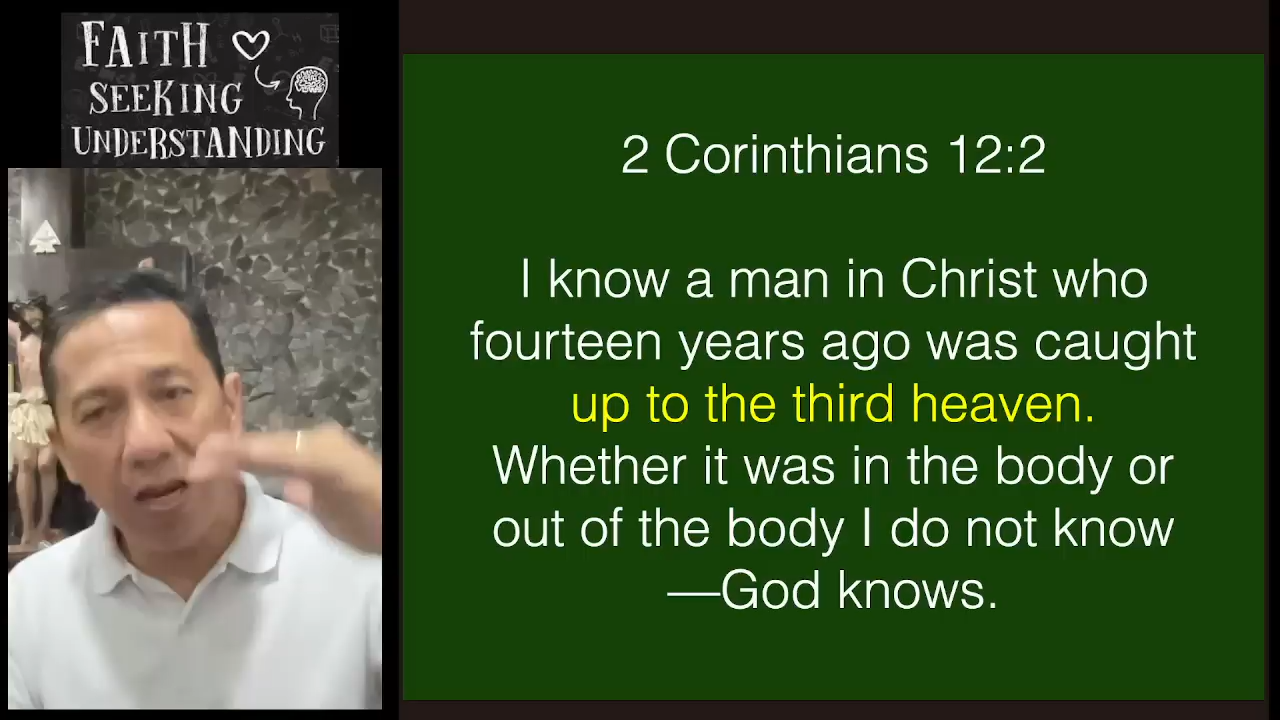 FAITH
SEEKING
UNDERSTANDING
2 Corinthians 12:2
I know a man in Christ who
fourteen years ago was caught
up to the third heaven.
Whether it was in the body or
out of the body I do not know
—God knows.